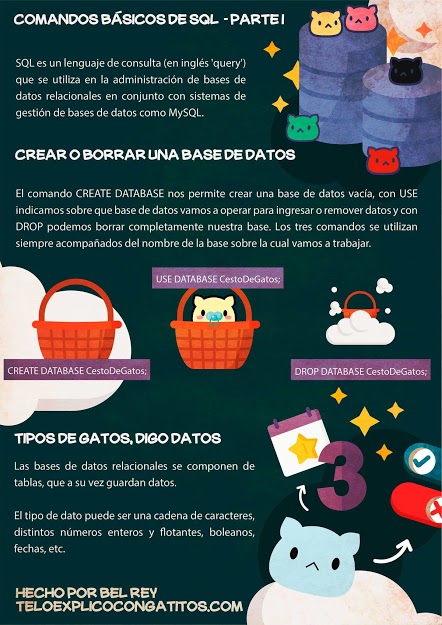 COMANDOS BÁSICOS DE SQL - PARTE I
SQL es un lenguaje de consulta (en inglés 'query')
que se utiliza en la administración de bases de
datos relacionales en conjunto con sistemas de
gestión de bases de datos como MySQL.
CREAR O BORRAR UNA BASE DE DATOS
El comando CREATE DATABASE nos permite crear una base de datos vacía, con USE
indicamos sobre que base de datos vamos a operar para ingresar o remover datos y con
DROP podemos borrar completamente nuestra base. Los tres comandos se utilizan
siempre acompañados del nombre de la base sobre la cual vamos a trabajar.
USE DATABASE CestoDeGatos;
CREATE DATABASE CestoDeGatos;
DROP DATABASE CestoDeGatos;
TIPOS DE GATOS, DIGO DATOS
Las bases de datos relacionales se componen de
tablas, que a su vez guardan datos.
El tipo de dato puede ser una cadena de caracteres,
distintos números enteros y flotantes, boleanos,
fechas, etc.
3
HECHO POR BEL REY
TELOEXPLICOCONGATITOS.COM